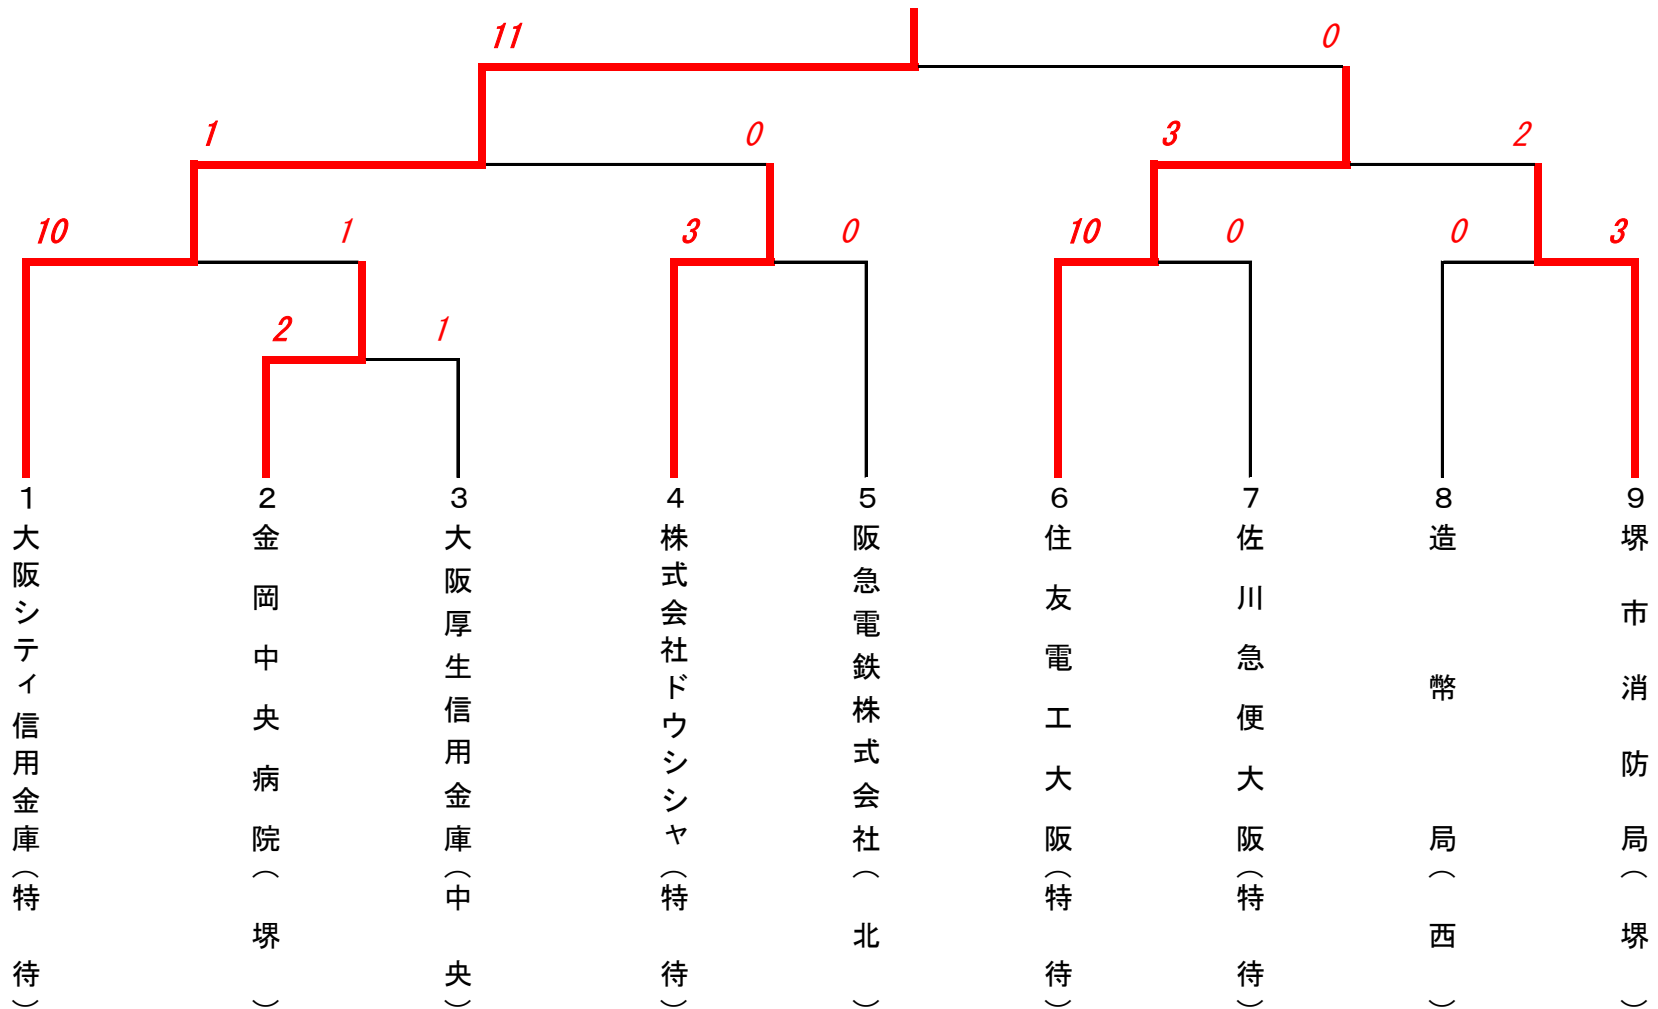 11 0
1 0 3 2
10 1 3 0 10 0 0 3
2 1
1 大阪シティ信用金庫(特待)
2 金岡中央病院(堺)
3 大阪厚生信用金庫(中央)
4 株式会社ドウシシャ(特待)
5 阪急電鉄株式会社(北)
6 住友電工大阪(特待)
7 佐川急便大阪(特待)
8 造幣局(西)
9 堺市消防局(堺)